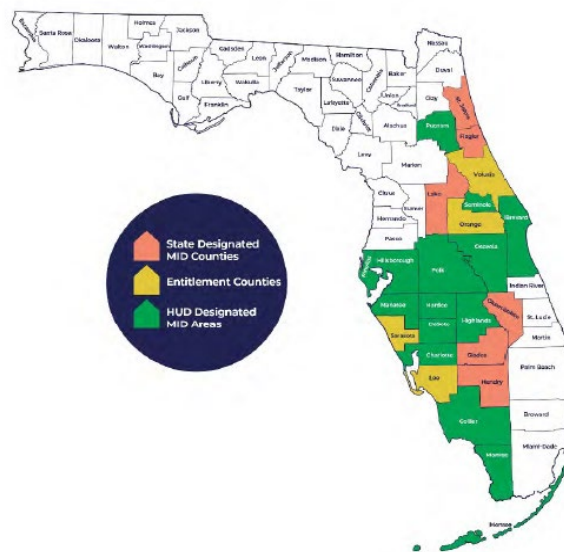 Holmes
Jackson
Santa Rosa
Okaloosa
Walton
Washington
Bay
Calhoun
Gulf
Gadsden
Liberty
Franklin
Leon
Wakulla
Jefferson
Madison
Taylor
Hamilton
Suwannee
Lafayette
Dixie
Columbia
Baker
Union
Nassau
Duval
Clay
St. Johns
Putnam
Flagler
Alachua
Levy
Marion
Volusia
Citrus
Sumter
Lake
Hernando
Pasco
Seminole
Orange
Brevard
Osceola
Hillsborough
Polk
Indian River
Manatee
Hardee
Highlands
Okeechobee
St. Lucie
Martin
Sarasota
DeSoto
Charlotte
Glades
Lee
Hendry
Palm Beach
Collier
Broward
Monroe
Miami-Dade
Monroe
State Designated
MID Counties
Entitlement Counties
HUD Designated
MID Areas